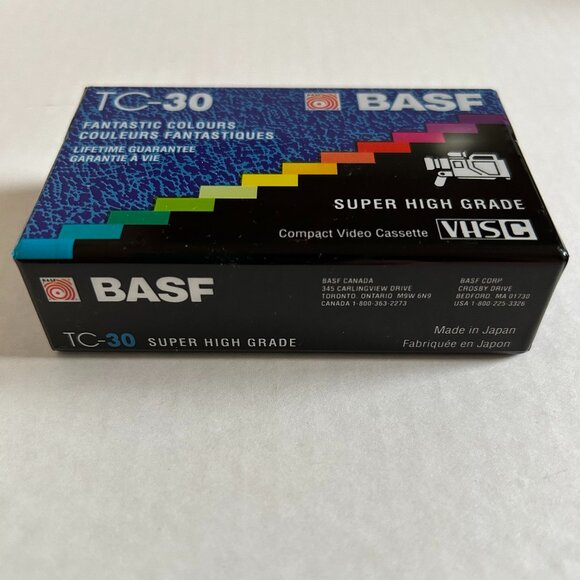 TC-30
BASF
FANTASTIC COLOURS
COULEURS FANTASTIQUES
LIFETIME GUARANTEE
GARANTIE À VIE
SUPER HIGH GRADE
Compact Video Cassette VHS C
BASF
TC-30 SUPER HIGH GRADE
BASF CANADA
345 CARLINGVIEW DRIVE
TORONTO, ONTARIO M9W 6N9
CANADA 1-800-363-2273
BASF CORP.
CROSBY DRIVE
BEDFORD, MA 01730
USA 1-800-225-3326
Made in Japan
Fabriquée en Japon